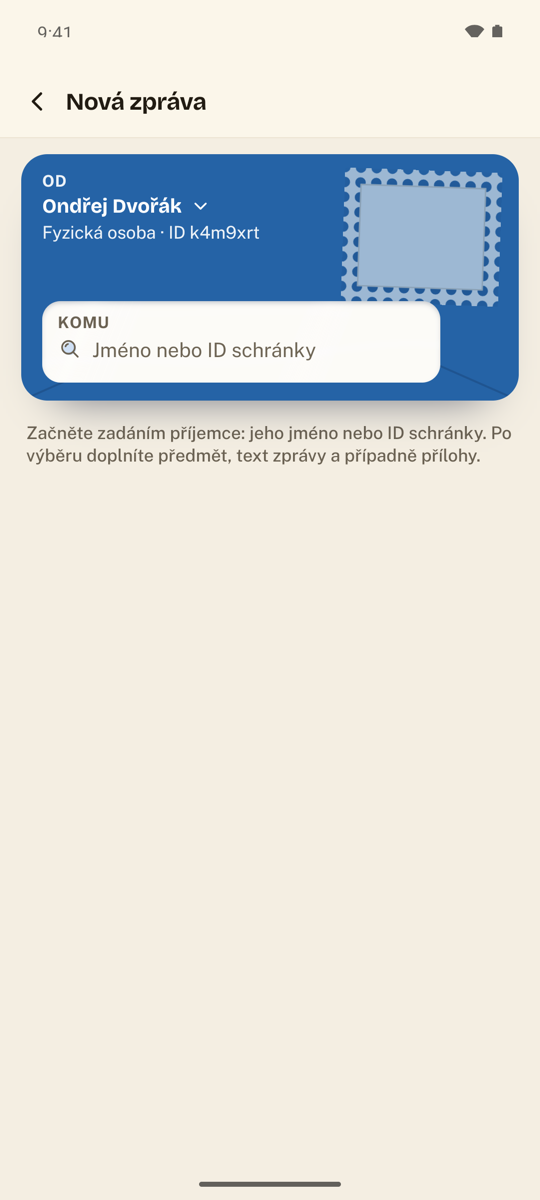 9:41
Nová zpráva
OD
Ondřej Dvořák
Fyzická osoba · ID k4m9xrt
KOMU
Jméno nebo ID schránky
Začněte zadáním příjemce: jeho jméno nebo ID schránky. Po
výběru doplníte předmět, text zprávy a případně přílohy.